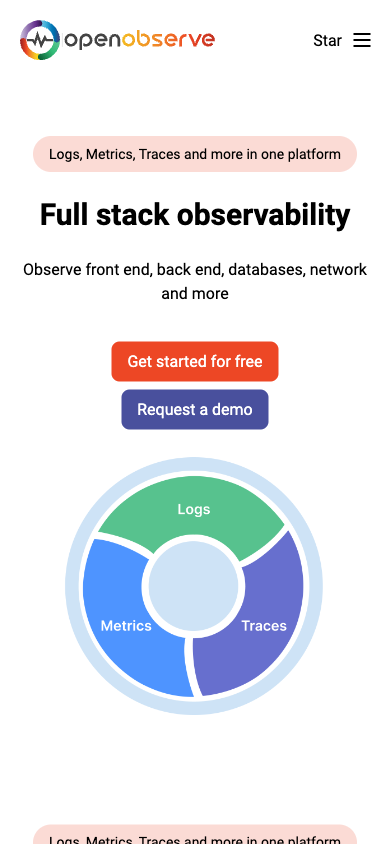 openobserve
Star
Logs, Metrics, Traces and more in one platform
Full stack observability
Observe front end, back end, databases, network
and more
Get started for free
Request a demo
Logs
Metrics
Traces
Logs, Metrics, Traces and more in one platform